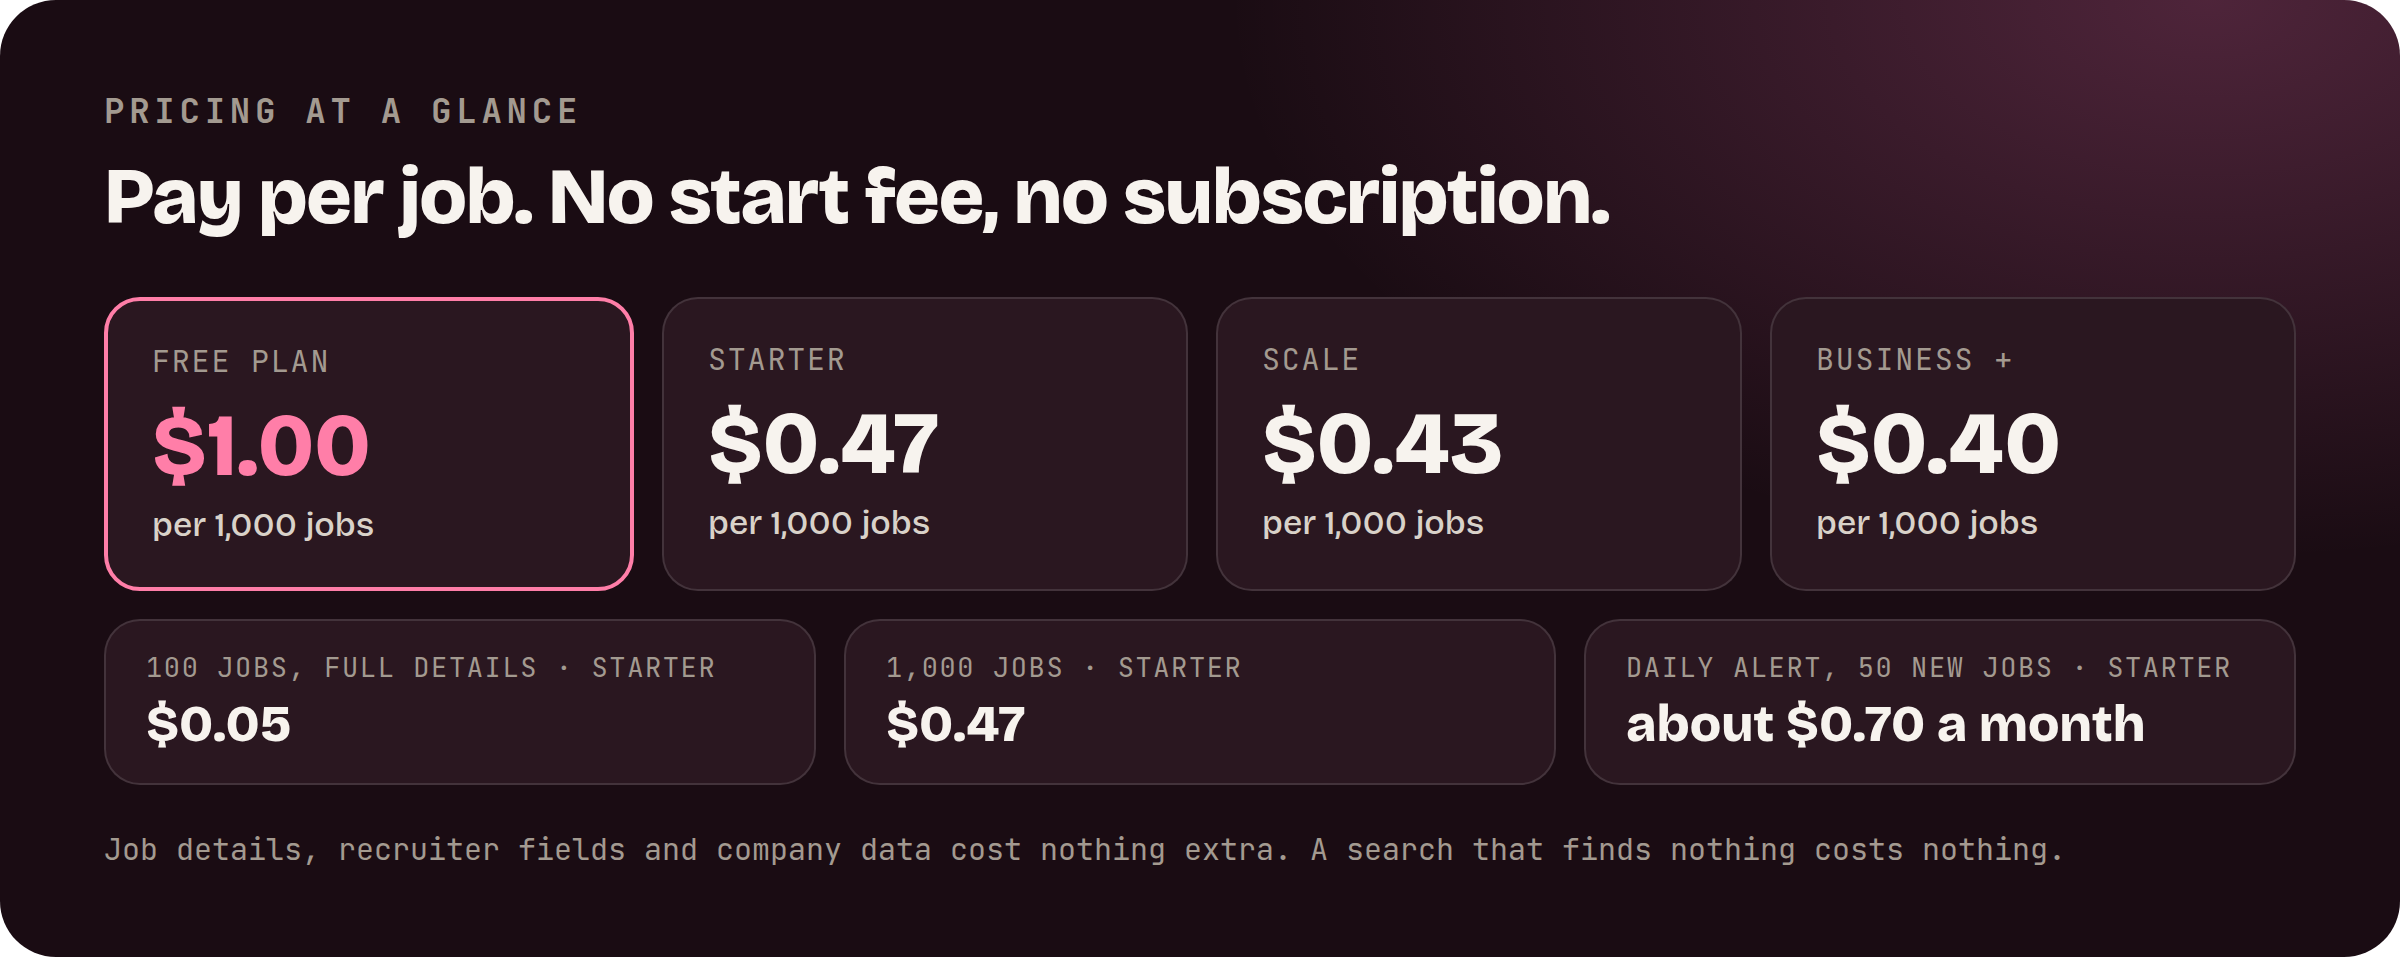 PRICING AT A GLANCE
Pay per job. No start fee, no subscription.
FREE PLAN
$1.00
per 1,000 jobs
STARTER
$0.47
per 1,000 jobs
SCALE
$0.43
per 1,000 jobs
BUSINESS +
$0.40
per 1,000 jobs
100 JOBS, FULL DETAILS · STARTER
$0.05
1,000 JOBS · STARTER
$0.47
DAILY ALERT, 50 NEW JOBS · STARTER
about $0.70 a month
Job details, recruiter fields and company data cost nothing extra. A search that finds nothing costs nothing.